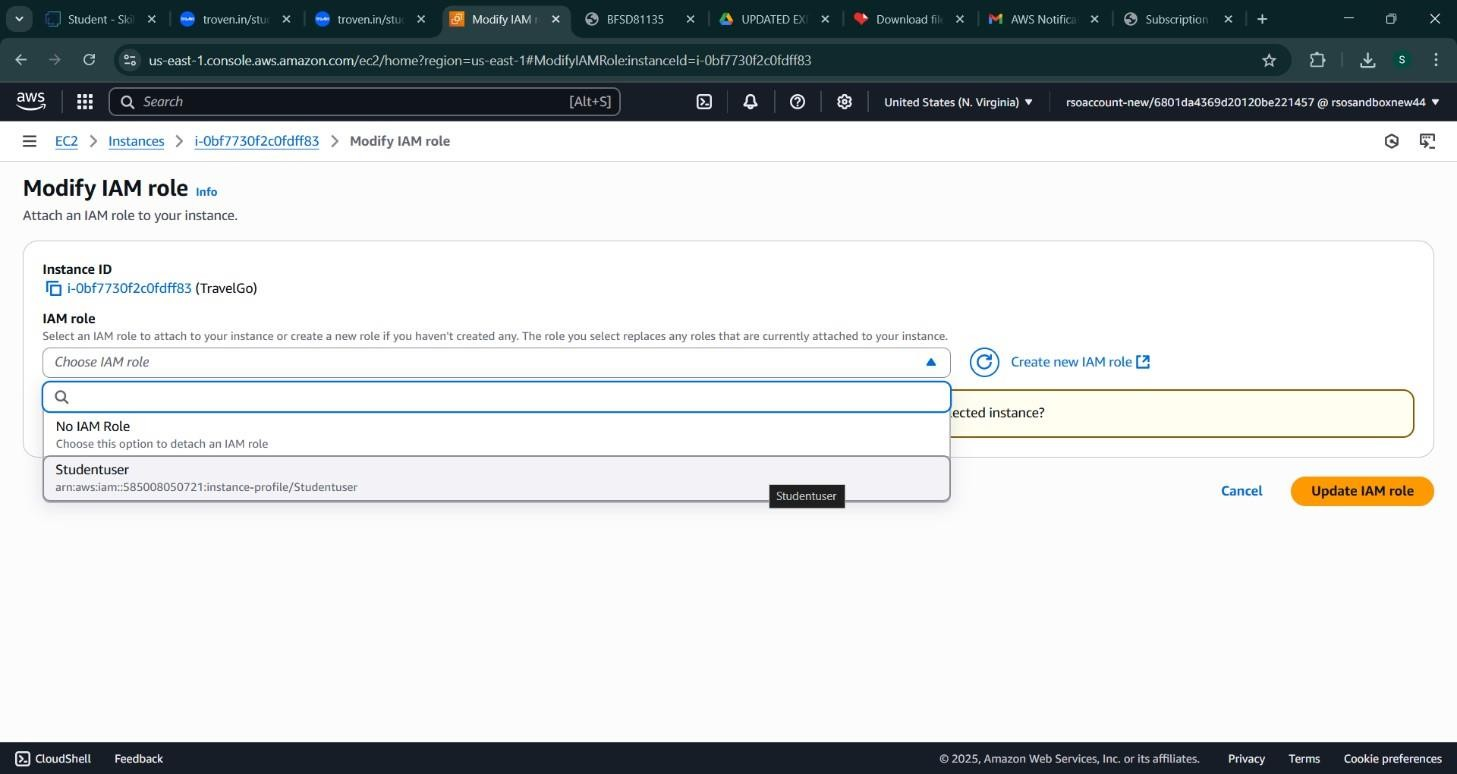 Student - Skil
troven.in/stud
troven.in/stud
Modify IAM r
BFSD81135
UPDATED EX
Download file
AWS Notifica
Subscription
us-east-1.console.aws.amazon.com/ec2/home?region=us-east-1#ModifyIAMRole:instanceId=i-0bf7730f2c0fdff83
S
aws
Search
[Alt+S]
United States (N. Virginia) ▼
rsoaccount-new/6801da4369d20120be221457 @ rsosandboxnew44 ▼
EC2 > Instances > i-0bf7730f2c0fdff83 > Modify IAM role
Modify IAM role Info
Attach an IAM role to your instance.
Instance ID
i-0bf7730f2c0fdff83 (TravelGo)
IAM role
Select an IAM role to attach to your instance or create a new role if you haven't created any. The role you select replaces any roles that are currently attached to your instance.
Choose IAM role
Create new IAM role
ected instance?
No IAM Role
Choose this option to detach an IAM role
Studentuser
arn:aws:iam::585008050721:instance-profile/Studentuser
Studentuser
Cancel
Update IAM role
CloudShell
Feedback
© 2025, Amazon Web Services, Inc. or its affiliates.
Privacy
Terms
Cookie preferences